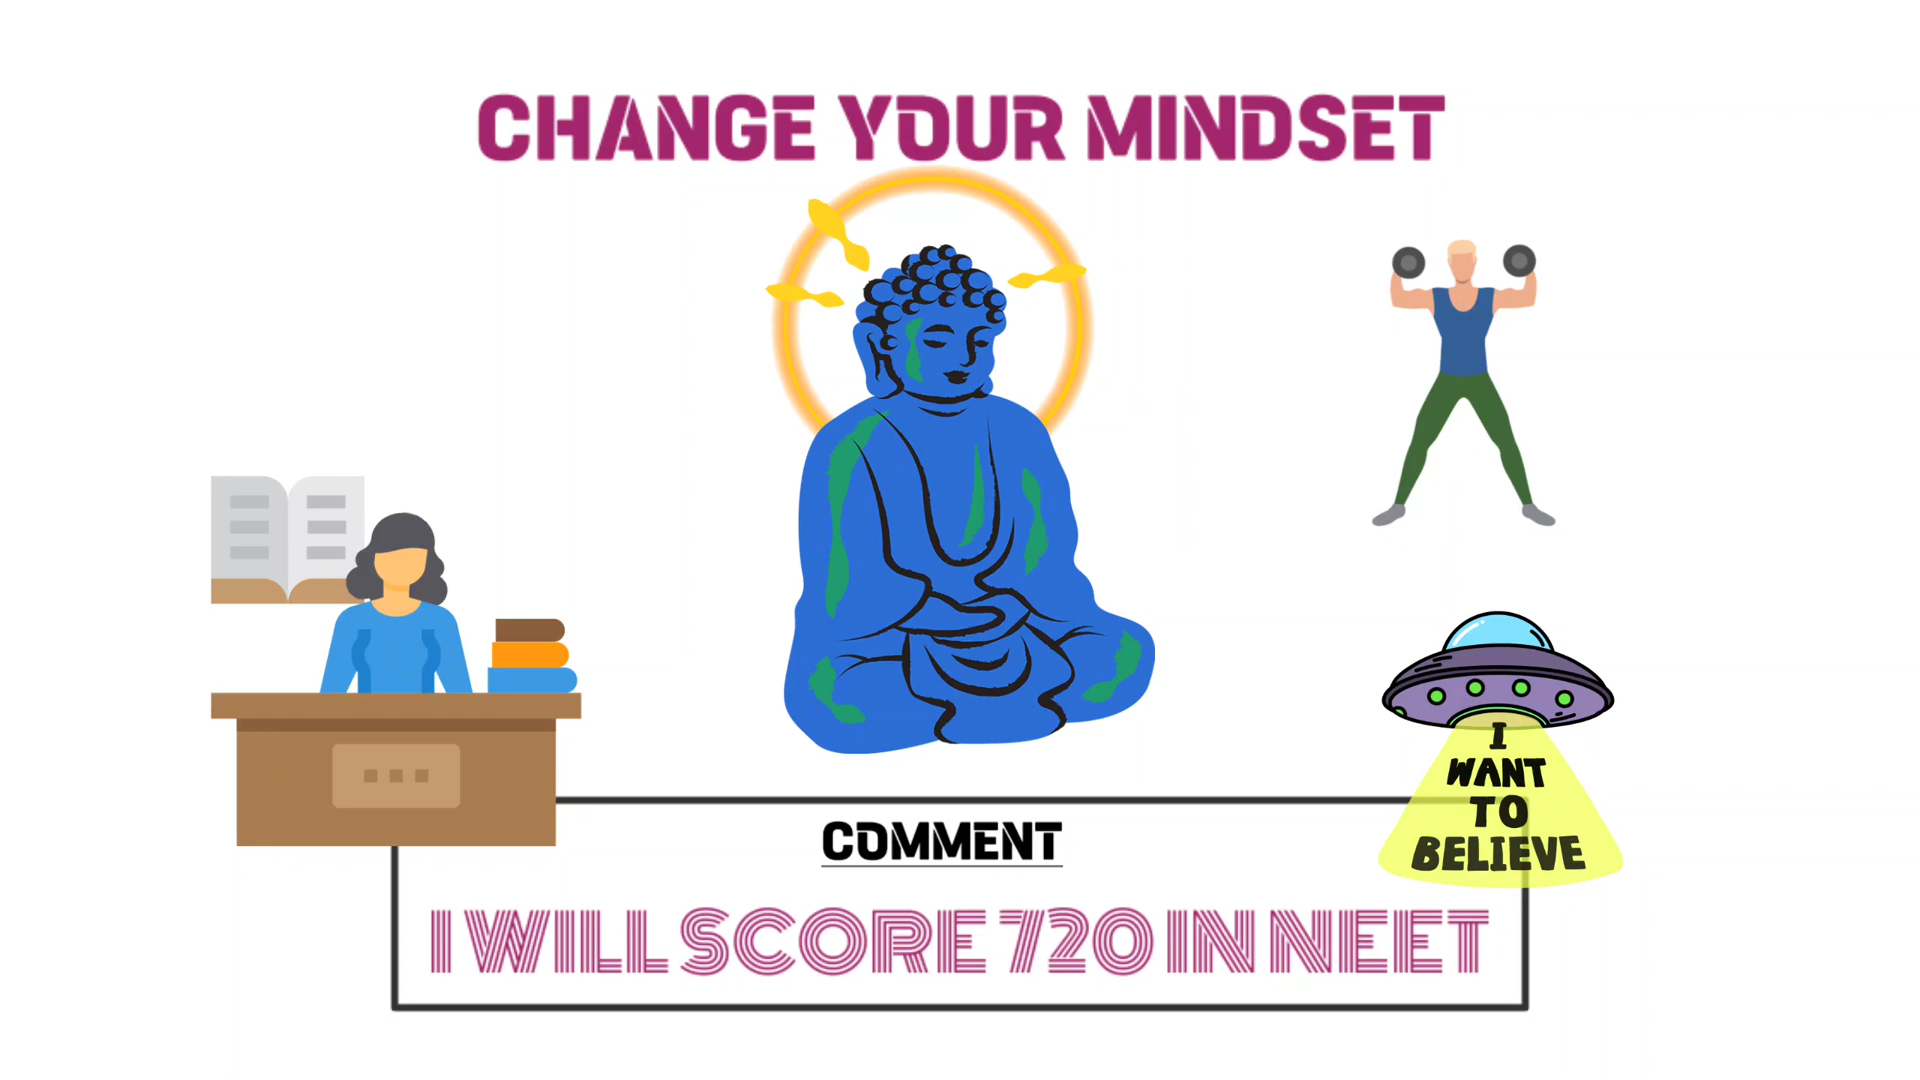 CHANGE YOUR MINDSET
I
WANT
TO
BELIEVE
COMMENT
I WILL SCORE 720 IN NEET